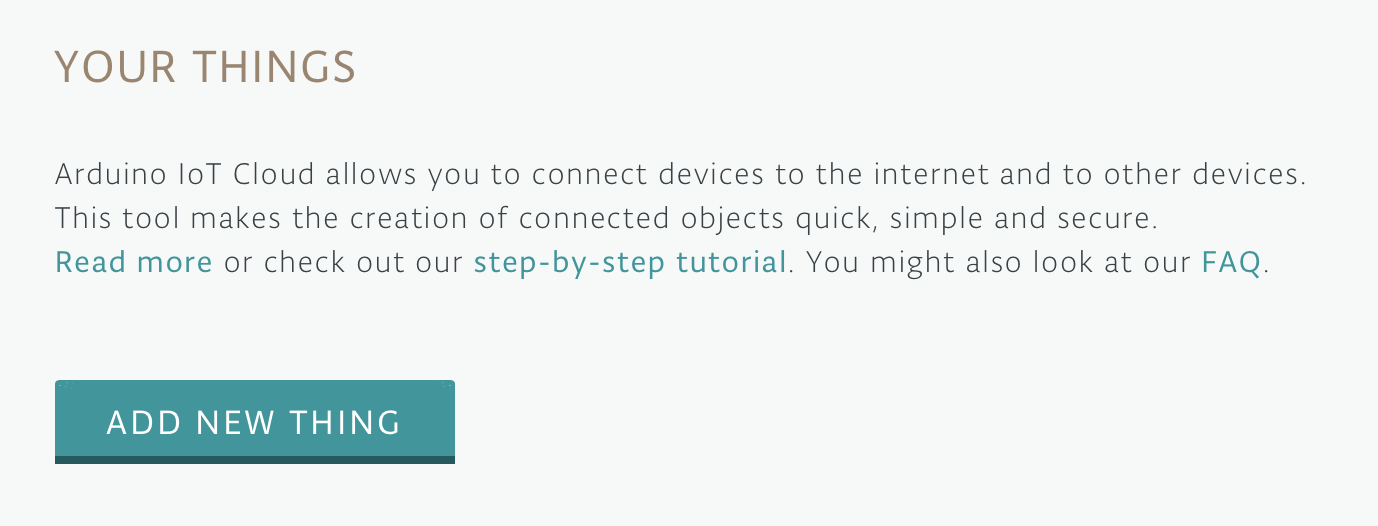 YOUR THINGS
Arduino IoT Cloud allows you to connect devices to the internet and to other devices.
This tool makes the creation of connected objects quick, simple and secure.
Read more or check out our step-by-step tutorial. You might also look at our FAQ.
ADD NEW THING